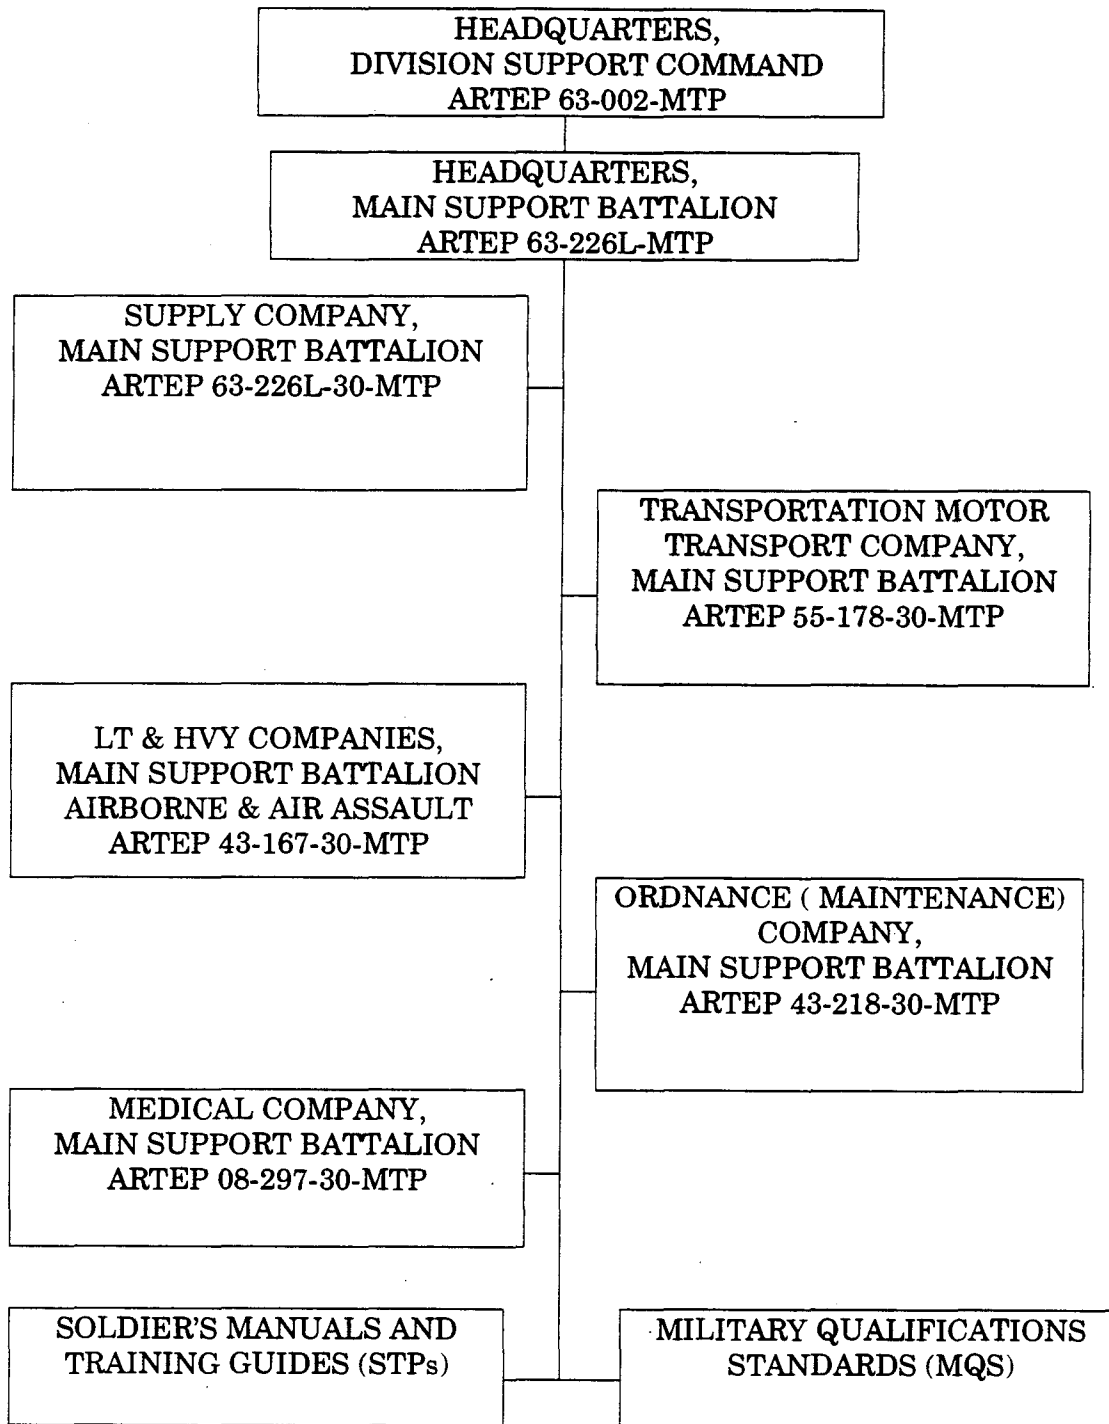 HEADQUARTERS,
DIVISION SUPPORT COMMAND
ARTEP 63-002-MTP
HEADQUARTERS,
MAIN SUPPORT BATTALION
ARTEP 63-226L-MTP
SUPPLY COMPANY,
MAIN SUPPORT BATTALION
ARTEP 63-226L-30-MTP
TRANSPORTATION MOTOR
TRANSPORT COMPANY,
MAIN SUPPORT BATTALION
ARTEP 55-178-30-MTP
LT & HVY COMPANIES,
MAIN SUPPORT BATTALION
AIRBORNE & AIR ASSAULT
ARTEP 43-167-30-MTP
ORDNANCE ( MAINTENANCE)
COMPANY,
MAIN SUPPORT BATTALION
ARTEP 43-218-30-MTP
MEDICAL COMPANY,
MAIN SUPPORT BATTALION
ARTEP 08-297-30-MTP
SOLDIER'S MANUALS AND
TRAINING GUIDES (STPs)
MILITARY QUALIFICATIONS
STANDARDS (MQS)